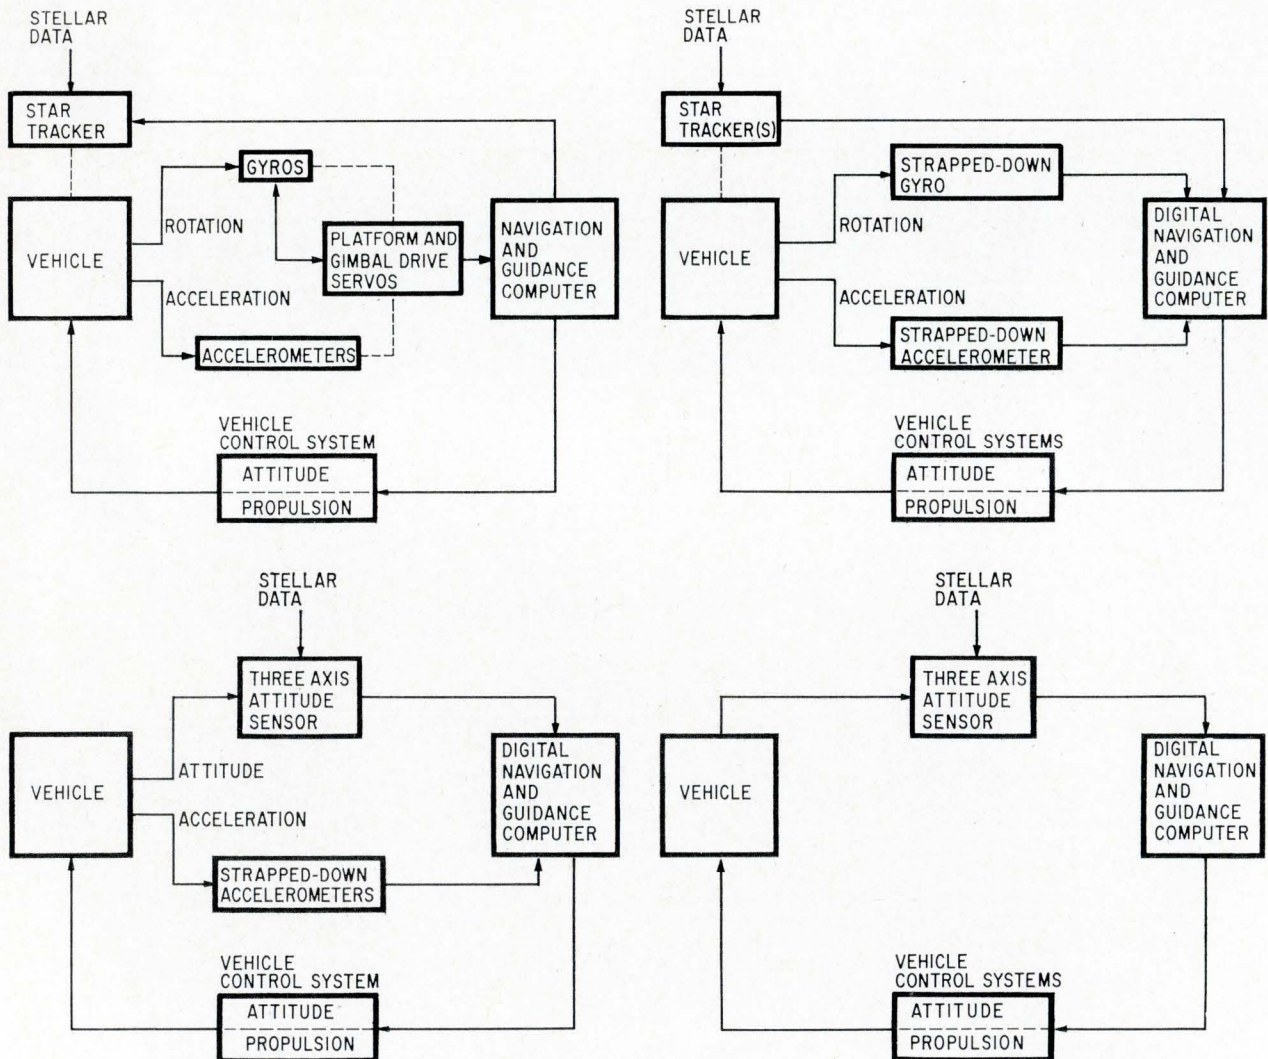 STELLAR
DATA
STAR
TRACKER
GYROS
ROTATION
VEHICLE
PLATFORM AND
GIMBAL DRIVE
SERVOS
NAVIGATION
AND
GUIDANCE
COMPUTER
ACCELERATION
ACCELEROMETERS
VEHICLE
CONTROL SYSTEM
ATTITUDE
PROPULSION
STELLAR
DATA
STAR
TRACKER(S)
STRAPPED-DOWN
GYRO
ROTATION
VEHICLE
DIGITAL
NAVIGATION
AND
GUIDANCE
COMPUTER
ACCELERATION
STRAPPED-DOWN
ACCELEROMETER
VEHICLE
CONTROL SYSTEMS
ATTITUDE
PROPULSION
STELLAR
DATA
THREE AXIS
ATTITUDE
SENSOR
ATTITUDE
VEHICLE
ACCELERATION
DIGITAL
NAVIGATION
AND
GUIDANCE
COMPUTER
STRAPPED-DOWN
ACCELEROMETERS
VEHICLE
CONTROL SYSTEM
ATTITUDE
PROPULSION
STELLAR
DATA
THREE AXIS
ATTITUDE
SENSOR
VEHICLE
DIGITAL
NAVIGATION
AND
GUIDANCE
COMPUTER
VEHICLE
CONTROL SYSTEMS
ATTITUDE
PROPULSION